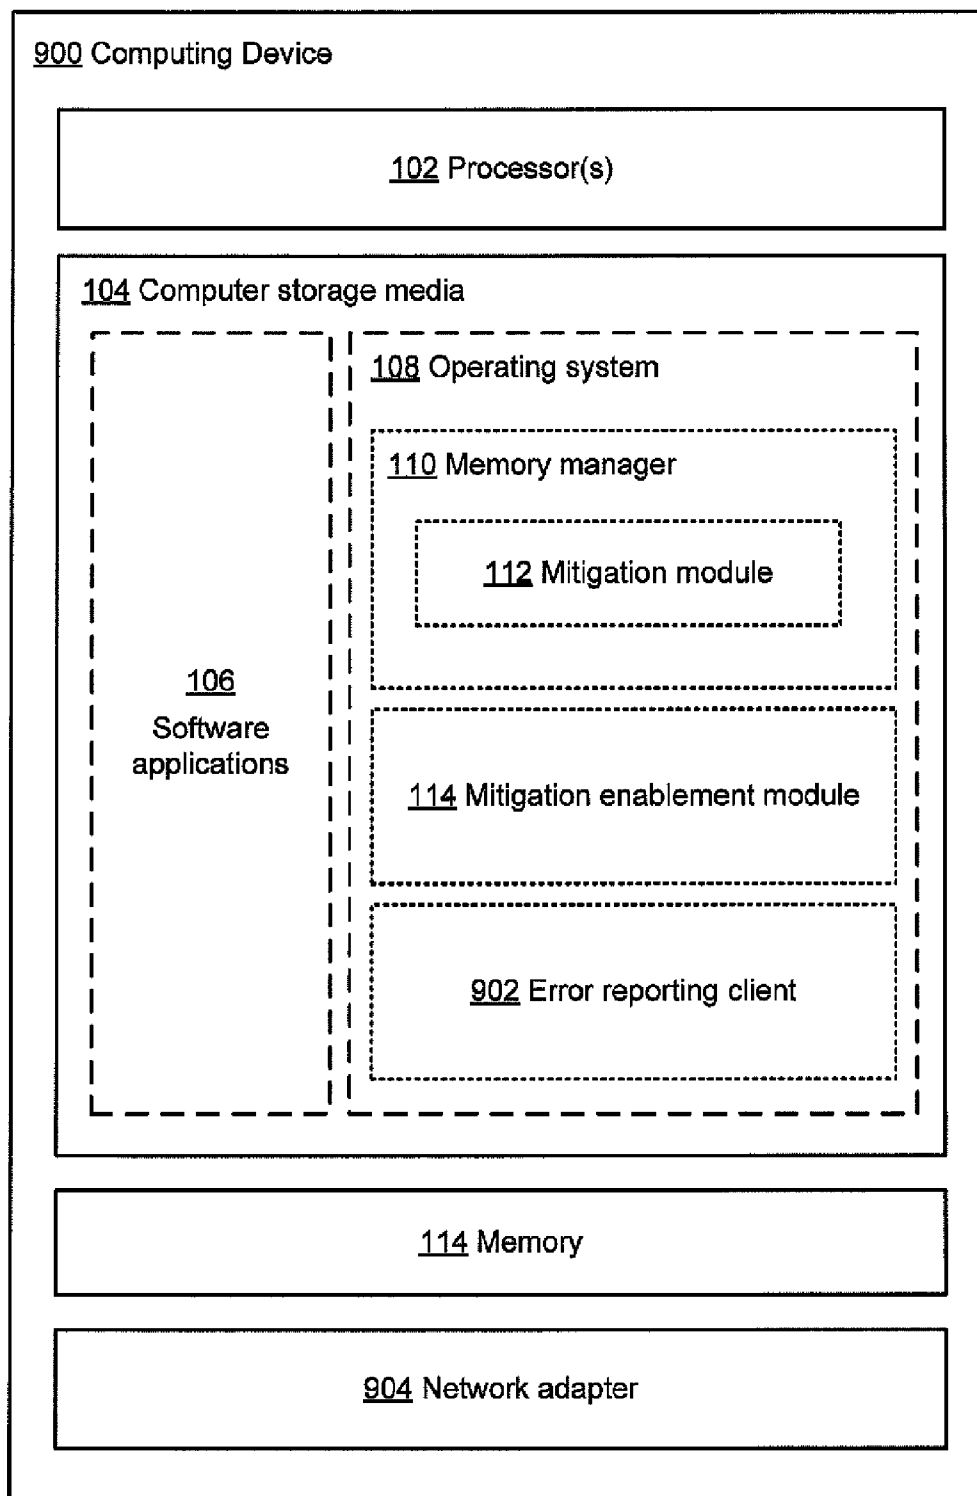 900 Computing Device
102 Processor(s)
104 Computer storage media
106
Software
applications
108 Operating system
110 Memory manager
112 Mitigation module
114 Mitigation enablement module
902 Error reporting client
114 Memory
904 Network adapter